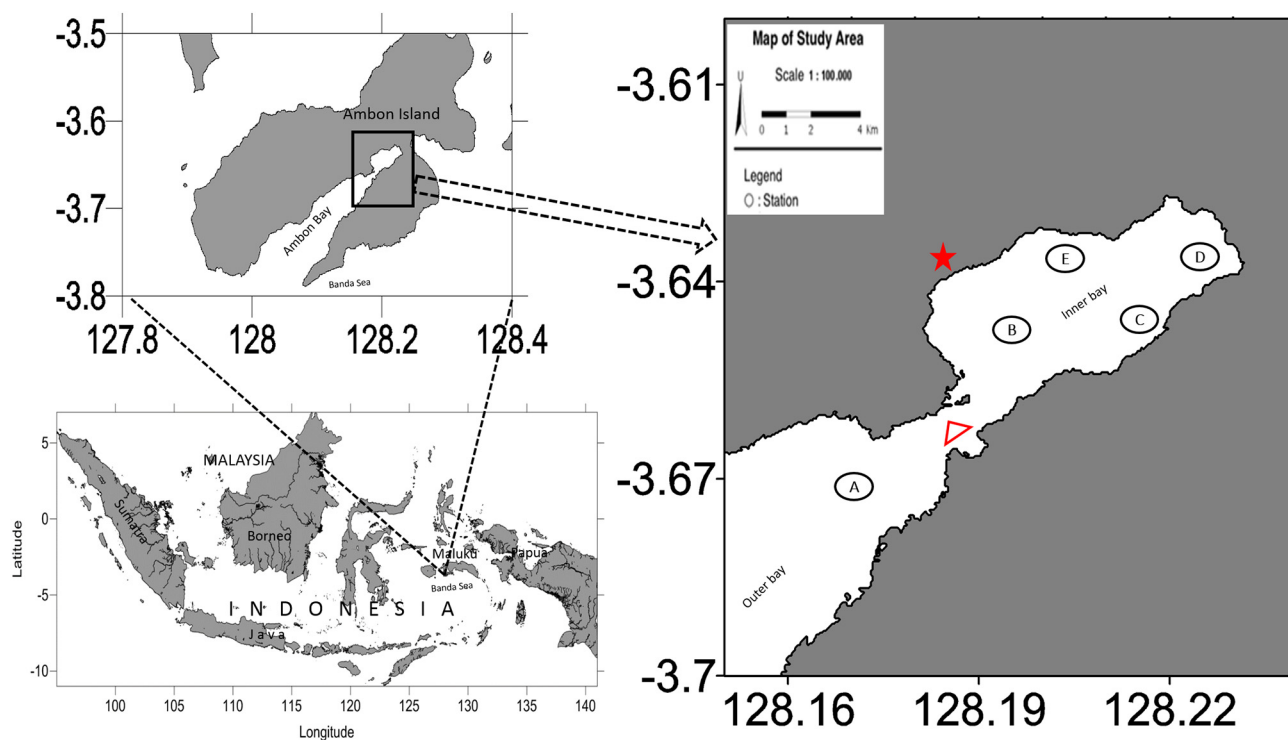 -3.5
-3.6
-3.7
-3.8
127.8
128
128.2
128.4
Ambon Island
Ambon Bay
Banda Sea
5
0
-5
-10
Latitude
100
105
110
115
120
125
130
135
140
Longitude
MALAYSIA
Sumatra
Borneo
Maluku
Papua
Banda Sea
I N D O N E S I A
Java
Map of Study Area
Scale 1 : 100.000
U
0 1 2 4 Km
Legend
: Station
-3.61
-3.64
-3.67
-3.7
128.16
128.19
128.22
E
D
Inner bay
B
C
A
Outer bay